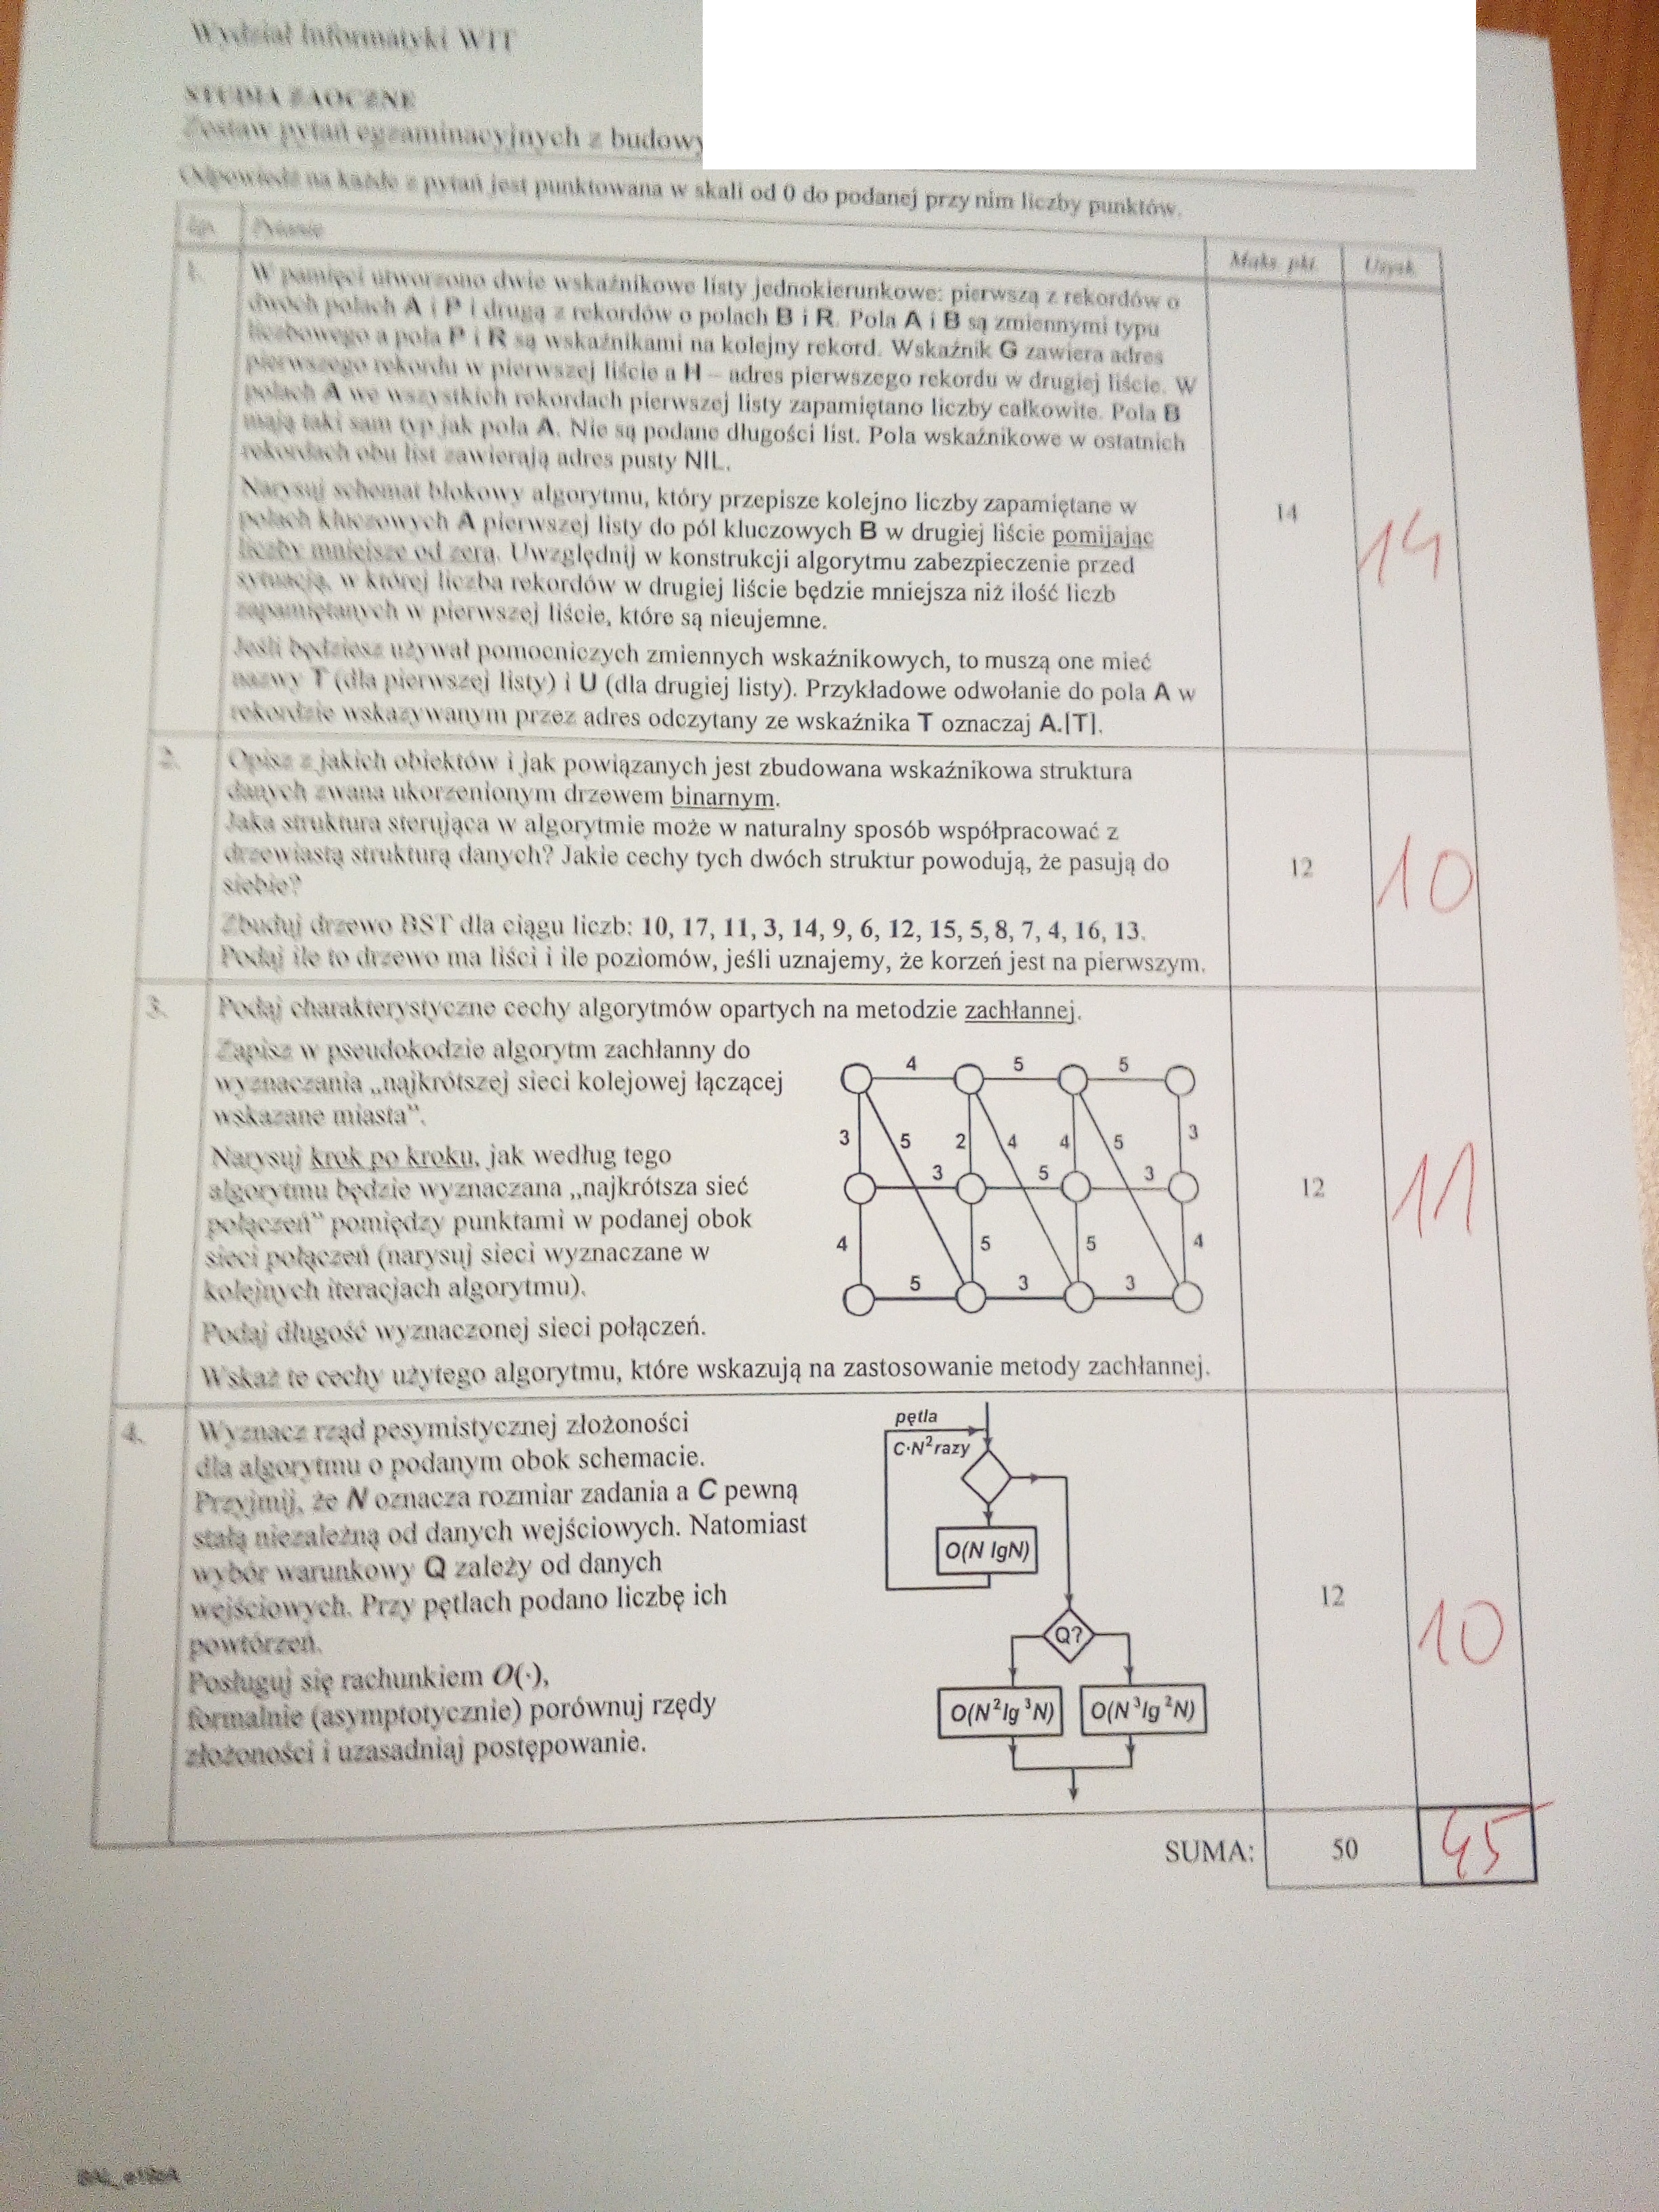 Wydział Informatyki WIT
STUDIA ZAOCZNE
Zestaw pytań egzaminacyjnych z budowy
Odpowiedź na każde z pytań jest punktowana w skali od 0 do podanej przy nim liczby punktów.
Lp. Pytanie Maks. pkt. Uzysk.
1. W pamięci utworzono dwie wskaźnikowe listy jednokierunkowe: pierwszą z rekordów o
dwóch polach A i P i drugą z rekordów o polach B i R. Pola A i B są zmiennymi typu
liczbowego a pola P i R są wskaźnikami na kolejny rekord. Wskaźnik G zawiera adres
pierwszego rekordu w pierwszej liście a H – adres pierwszego rekordu w drugiej liście. W
polach A we wszystkich rekordach pierwszej listy zapamiętano liczby całkowite. Pola B
mają taki sam typ jak pola A. Nie są podane długości list. Pola wskaźnikowe w ostatnich
rekordach obu list zawierają adres pusty NIL.
Narysuj schemat blokowy algorytmu, który przepisze kolejno liczby zapamiętane w
polach kluczowych A pierwszej listy do pól kluczowych B w drugiej liście pomijając
liczby mniejsze od zera. Uwzględnij w konstrukcji algorytmu zabezpieczenie przed
sytuacją, w której liczba rekordów w drugiej liście będzie mniejsza niż ilość liczb
zapamiętanych w pierwszej liście, które są nieujemne.
Jeśli będziesz używał pomocniczych zmiennych wskaźnikowych, to muszą one mieć
nazwy T (dla pierwszej listy) i U (dla drugiej listy). Przykładowe odwołanie do pola A w
rekordzie wskazywanym przez adres odczytany ze wskaźnika T oznaczaj A.[T].
14 14
2. Opisz z jakich obiektów i jak powiązanych jest zbudowana wskaźnikowa struktura
danych zwana ukorzenionym drzewem binarnym.
Jaka struktura sterująca w algorytmie może w naturalny sposób współpracować z
drzewiastą strukturą danych? Jakie cechy tych dwóch struktur powodują, że pasują do
siebie?
Zbuduj drzewo BST dla ciągu liczb: 10, 17, 11, 3, 14, 9, 6, 12, 15, 5, 8, 7, 4, 16, 13.
Podaj ile to drzewo ma liści i ile poziomów, jeśli uznajemy, że korzeń jest na pierwszym.
12 10
3. Podaj charakterystyczne cechy algorytmów opartych na metodzie zachłannej.
Zapisz w pseudokodzie algorytm zachłanny do
wyznaczania „najkrótszej sieci kolejowej łączącej
wskazane miasta”.
Narysuj krok po kroku, jak według tego
algorytmu będzie wyznaczana „najkrótsza sieć
połączeń” pomiędzy punktami w podanej obok
sieci połączeń (narysuj sieci wyznaczane w
kolejnych iteracjach algorytmu).
Podaj długość wyznaczonej sieci połączeń.
Wskaż te cechy użytego algorytmu, które wskazują na zastosowanie metody zachłannej.
4 5 5
3 5 2 4 4 5 3
3 5 3
4 5 5 4
5 3 3
12 11
4. Wyznacz rząd pesymistycznej złożoności
dla algorytmu o podanym obok schemacie.
Przyjmij, że N oznacza rozmiar zadania a C pewną
stałą niezależną od danych wejściowych. Natomiast
wybór warunkowy Q zależy od danych
wejściowych. Przy pętlach podano liczbę ich
powtórzeń.
Posługuj się rachunkiem O(·),
formalnie (asymptotycznie) porównuj rzędy
złożoności i uzasadniaj postępowanie.
pętla
C·N²razy
O(N lgN)
Q?
O(N²lg³N) O(N³lg²N)
12 10
SUMA: 50 45